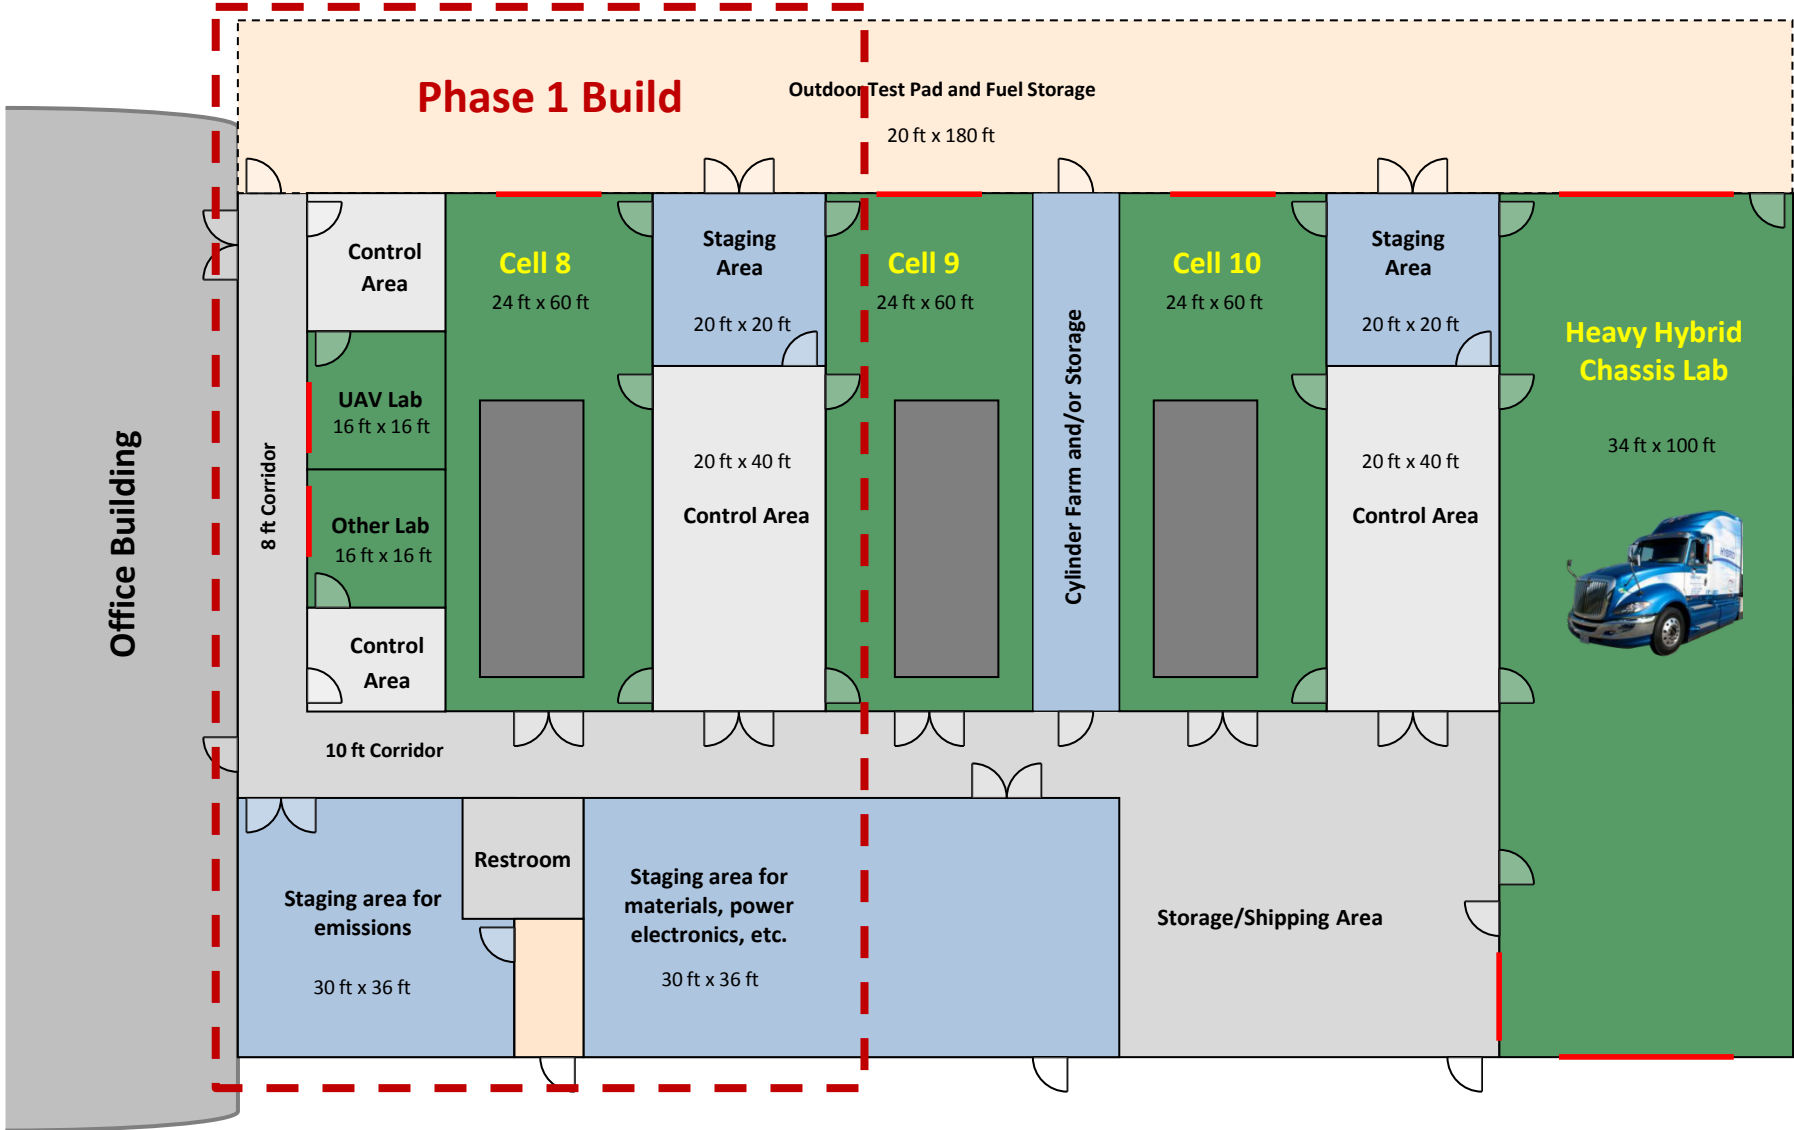 Phase 1 Build
Outdoor Test Pad and Fuel Storage
20 ft x 180 ft
Office Building
8 ft Corridor
Control
Area
UAV Lab
16 ft x 16 ft
Other Lab
16 ft x 16 ft
Control
Area
Cell 8
24 ft x 60 ft
Staging
Area
20 ft x 20 ft
20 ft x 40 ft
Control Area
Cell 9
24 ft x 60 ft
Cylinder Farm and/or Storage
Cell 10
24 ft x 60 ft
Staging
Area
20 ft x 20 ft
20 ft x 40 ft
Control Area
Heavy Hybrid
Chassis Lab
34 ft x 100 ft
HYBRID
10 ft Corridor
Staging area for
emissions
30 ft x 36 ft
Restroom
Staging area for
materials, power
electronics, etc.
30 ft x 36 ft
Storage/Shipping Area